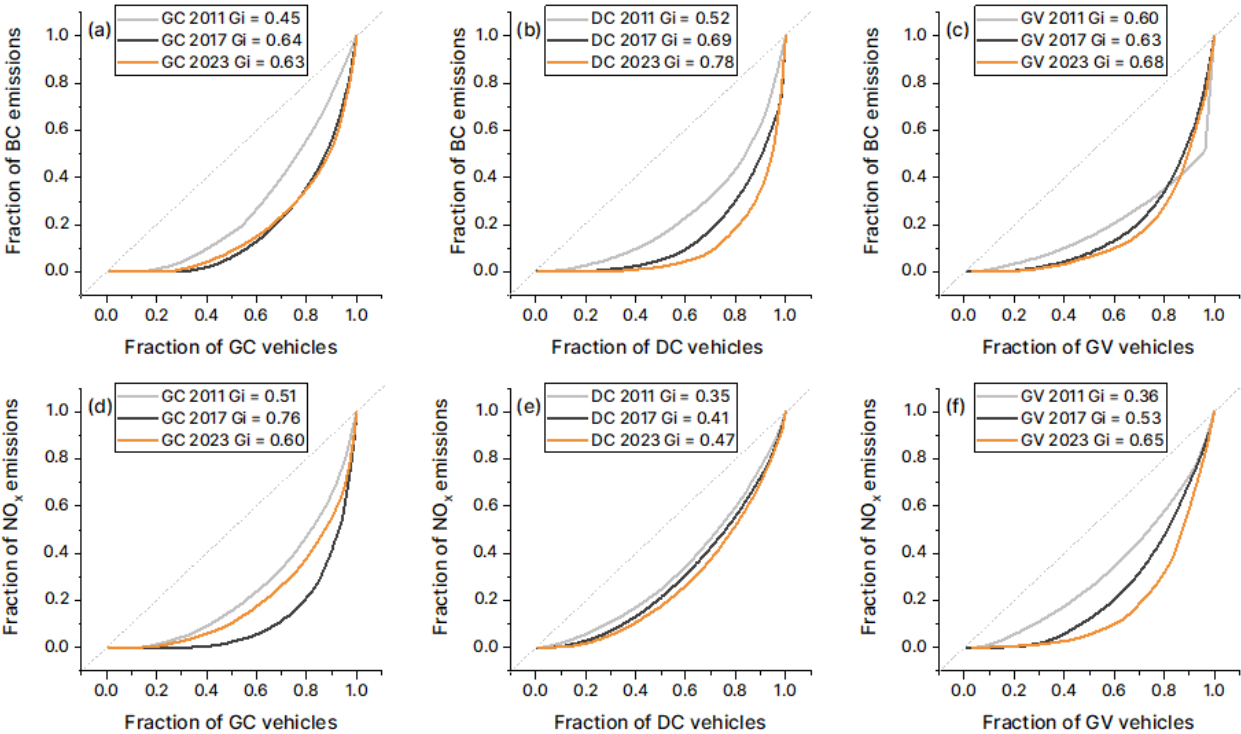 (a)
GC 2011 Gi = 0.45
GC 2017 Gi = 0.64
GC 2023 Gi = 0.63
Fraction of BC emissions
1.0
0.8
0.6
0.4
0.2
0.0
0.0 0.2 0.4 0.6 0.8 1.0
Fraction of GC vehicles
(b)
DC 2011 Gi = 0.52
DC 2017 Gi = 0.69
DC 2023 Gi = 0.78
Fraction of BC emissions
1.0
0.8
0.6
0.4
0.2
0.0
0.0 0.2 0.4 0.6 0.8 1.0
Fraction of DC vehicles
(c)
GV 2011 Gi = 0.60
GV 2017 Gi = 0.63
GV 2023 Gi = 0.68
Fraction of BC emissions
1.0
0.8
0.6
0.4
0.2
0.0
0.0 0.2 0.4 0.6 0.8 1.0
Fraction of GV vehicles
(d)
GC 2011 Gi = 0.51
GC 2017 Gi = 0.76
GC 2023 Gi = 0.60
Fraction of NOx emissions
1.0
0.8
0.6
0.4
0.2
0.0
0.0 0.2 0.4 0.6 0.8 1.0
Fraction of GC vehicles
(e)
DC 2011 Gi = 0.35
DC 2017 Gi = 0.41
DC 2023 Gi = 0.47
Fraction of NOx emissions
1.0
0.8
0.6
0.4
0.2
0.0
0.0 0.2 0.4 0.6 0.8 1.0
Fraction of DC vehicles
(f)
GV 2011 Gi = 0.36
GV 2017 Gi = 0.53
GV 2023 Gi = 0.65
Fraction of NOx emissions
1.0
0.8
0.6
0.4
0.2
0.0
0.0 0.2 0.4 0.6 0.8 1.0
Fraction of GV vehicles